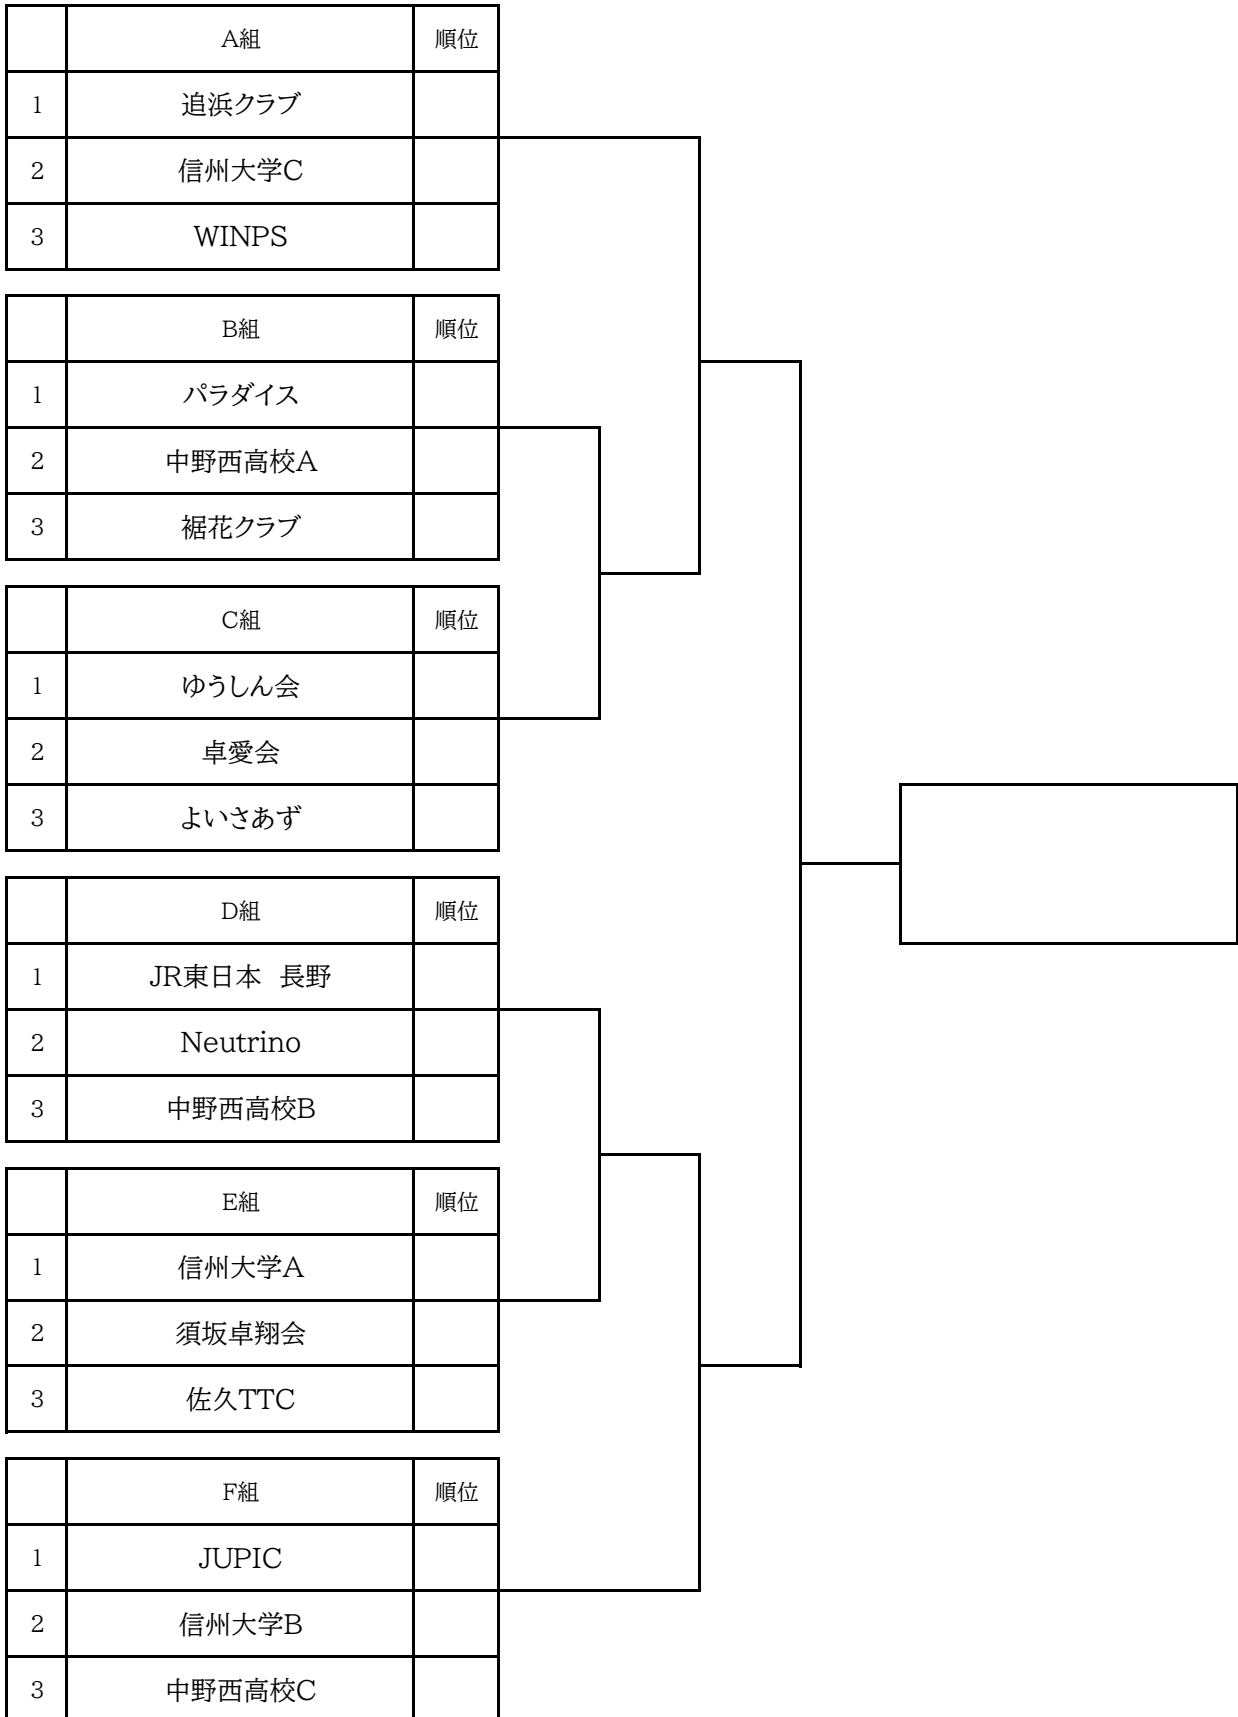 A組 順位
1 追浜クラブ
2 信州大学C
3 WINPS
B組 順位
1 パラダイス
2 中野西高校A
3 裾花クラブ
C組 順位
1 ゆうしん会
2 卓愛会
3 よいさあず
D組 順位
1 JR東日本　長野
2 Neutrino
3 中野西高校B
E組 順位
1 信州大学A
2 須坂卓翔会
3 佐久TTC
F組 順位
1 JUPIC
2 信州大学B
3 中野西高校C